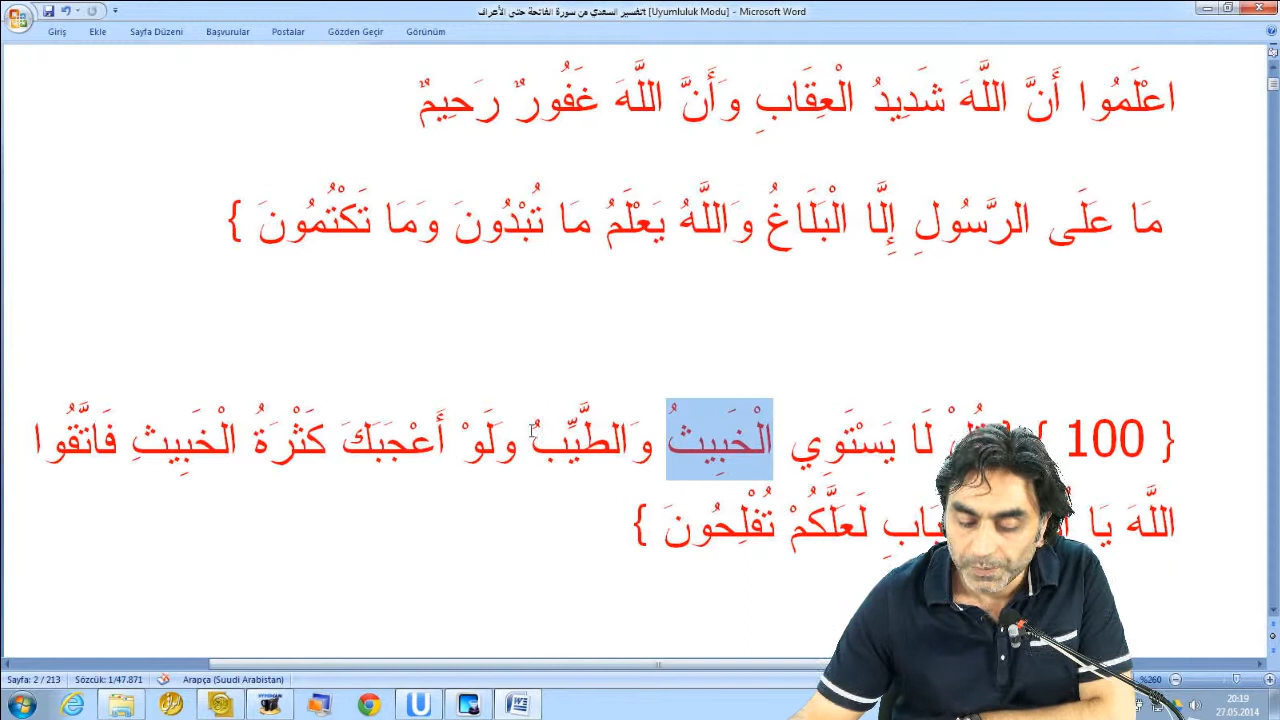 تفسير السعدي من سورة الفاتحة حتى الأعراف [Uyumluluk Modu] - Microsoft Word
Giriş Ekle Sayfa Düzeni Başvurular Postalar Gözden Geçir Görünüm
اعْلَمُوا أَنَّ اللَّهَ شَدِيدُ الْعِقَابِ وَأَنَّ اللَّهَ غَفُورٌ رَحِيمٌ
مَا عَلَى الرَّسُولِ إِلَّا الْبَلَاغُ وَاللَّهُ يَعْلَمُ مَا تُبْدُونَ وَمَا تَكْتُمُونَ }
{ 100 } لَا يَسْتَوِي الْخَبِيثُ وَالطَّيِّبُ وَلَوْ أَعْجَبَكَ كَثْرَةُ الْخَبِيثِ فَاتَّقُوا
اللَّهَ يَا لَعَلَّكُمْ تُفْلِحُونَ }
Sayfa: 2 / 213 Sözcük: 1/47.871 Arapça (Suudi Arabistan) %260
20:19
27.05.2014